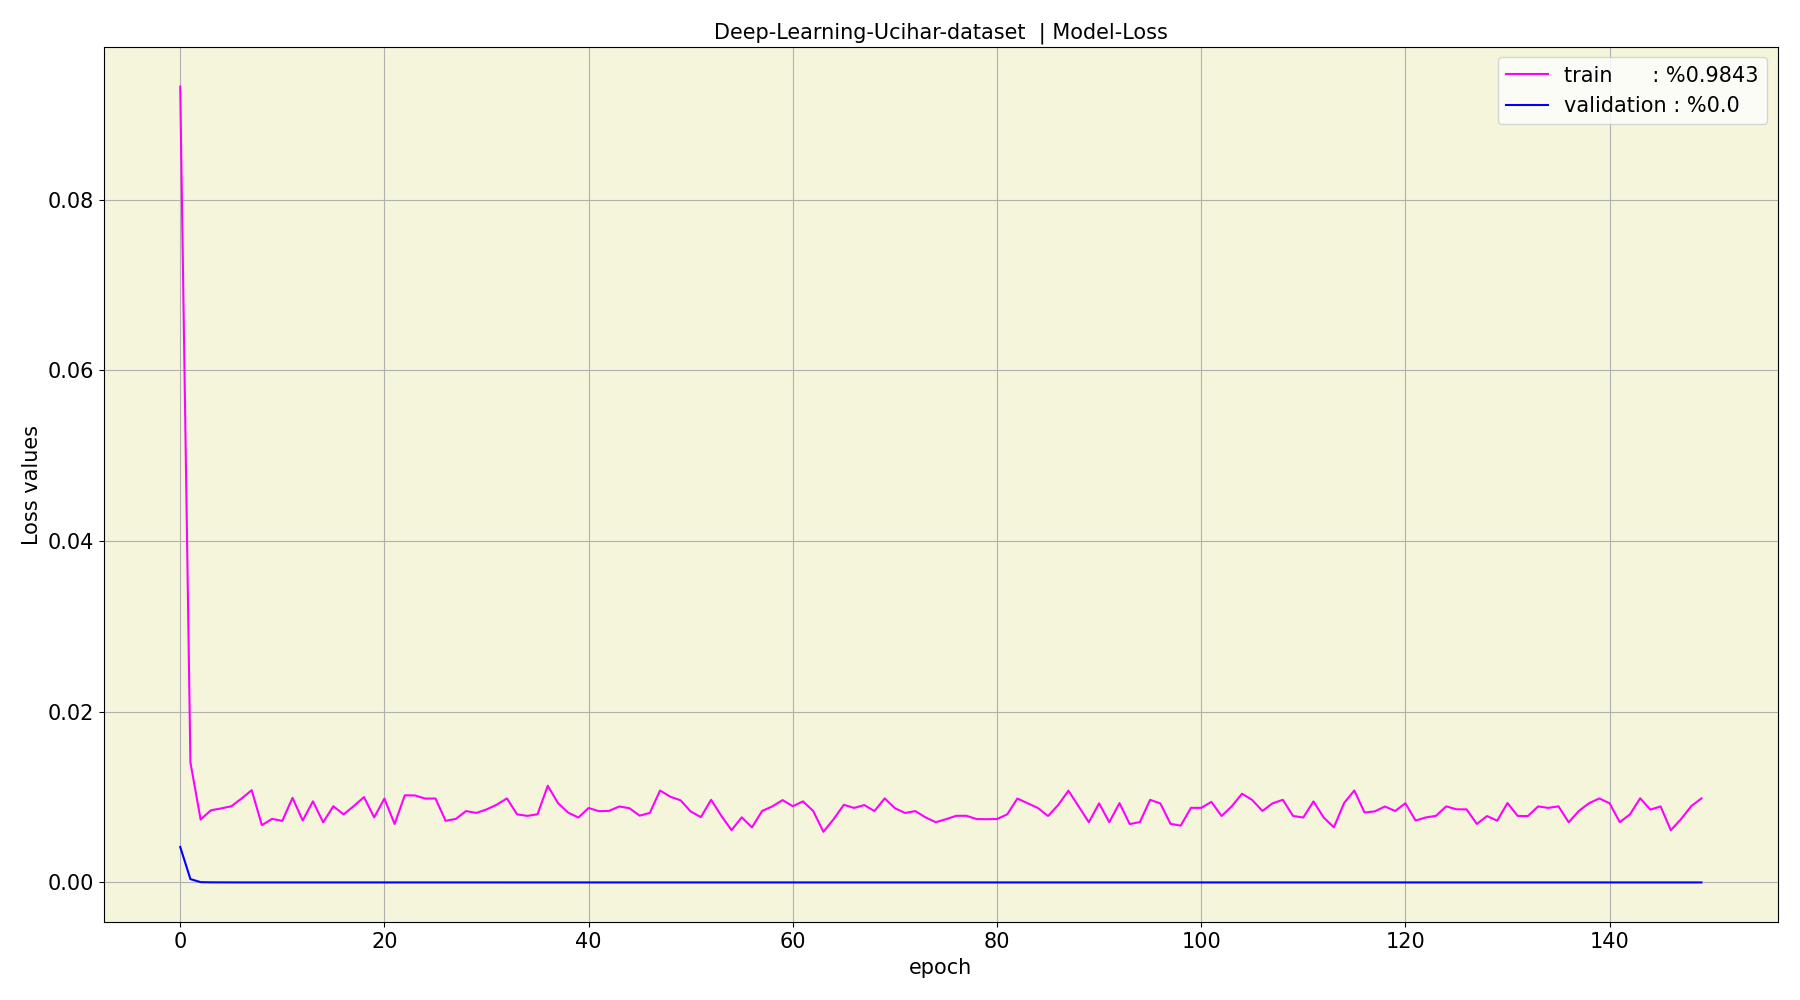 Deep-Learning-Ucihar-dataset | Model-Loss
train : %0.9843
validation : %0.0
Loss values
0.08
0.06
0.04
0.02
0.00
0 20 40 60 80 100 120 140
epoch